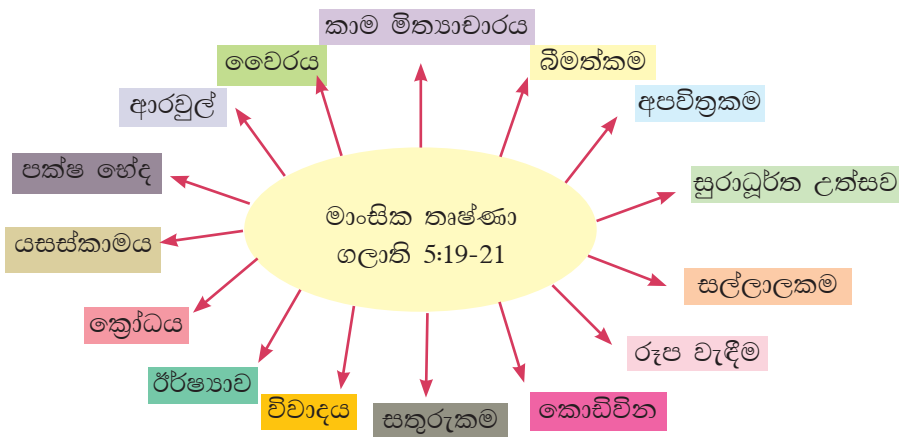 කාම මිත්‍යාචාරය
වෛරය
බීමත්කම
ආරවුල්
අපවිත්‍රකම
පක්ෂ භේද
සුරාධූර්ත උත්සව
මාංසික තෘෂ්ණා
ගලාති 5:19-21
යසස්කාමය
සල්ලාලකම
ක්‍රෝධය
රූප වැඳීම
ඊර්ෂ්‍යාව
විවාදය
සතුරුකම
කොඩිවින